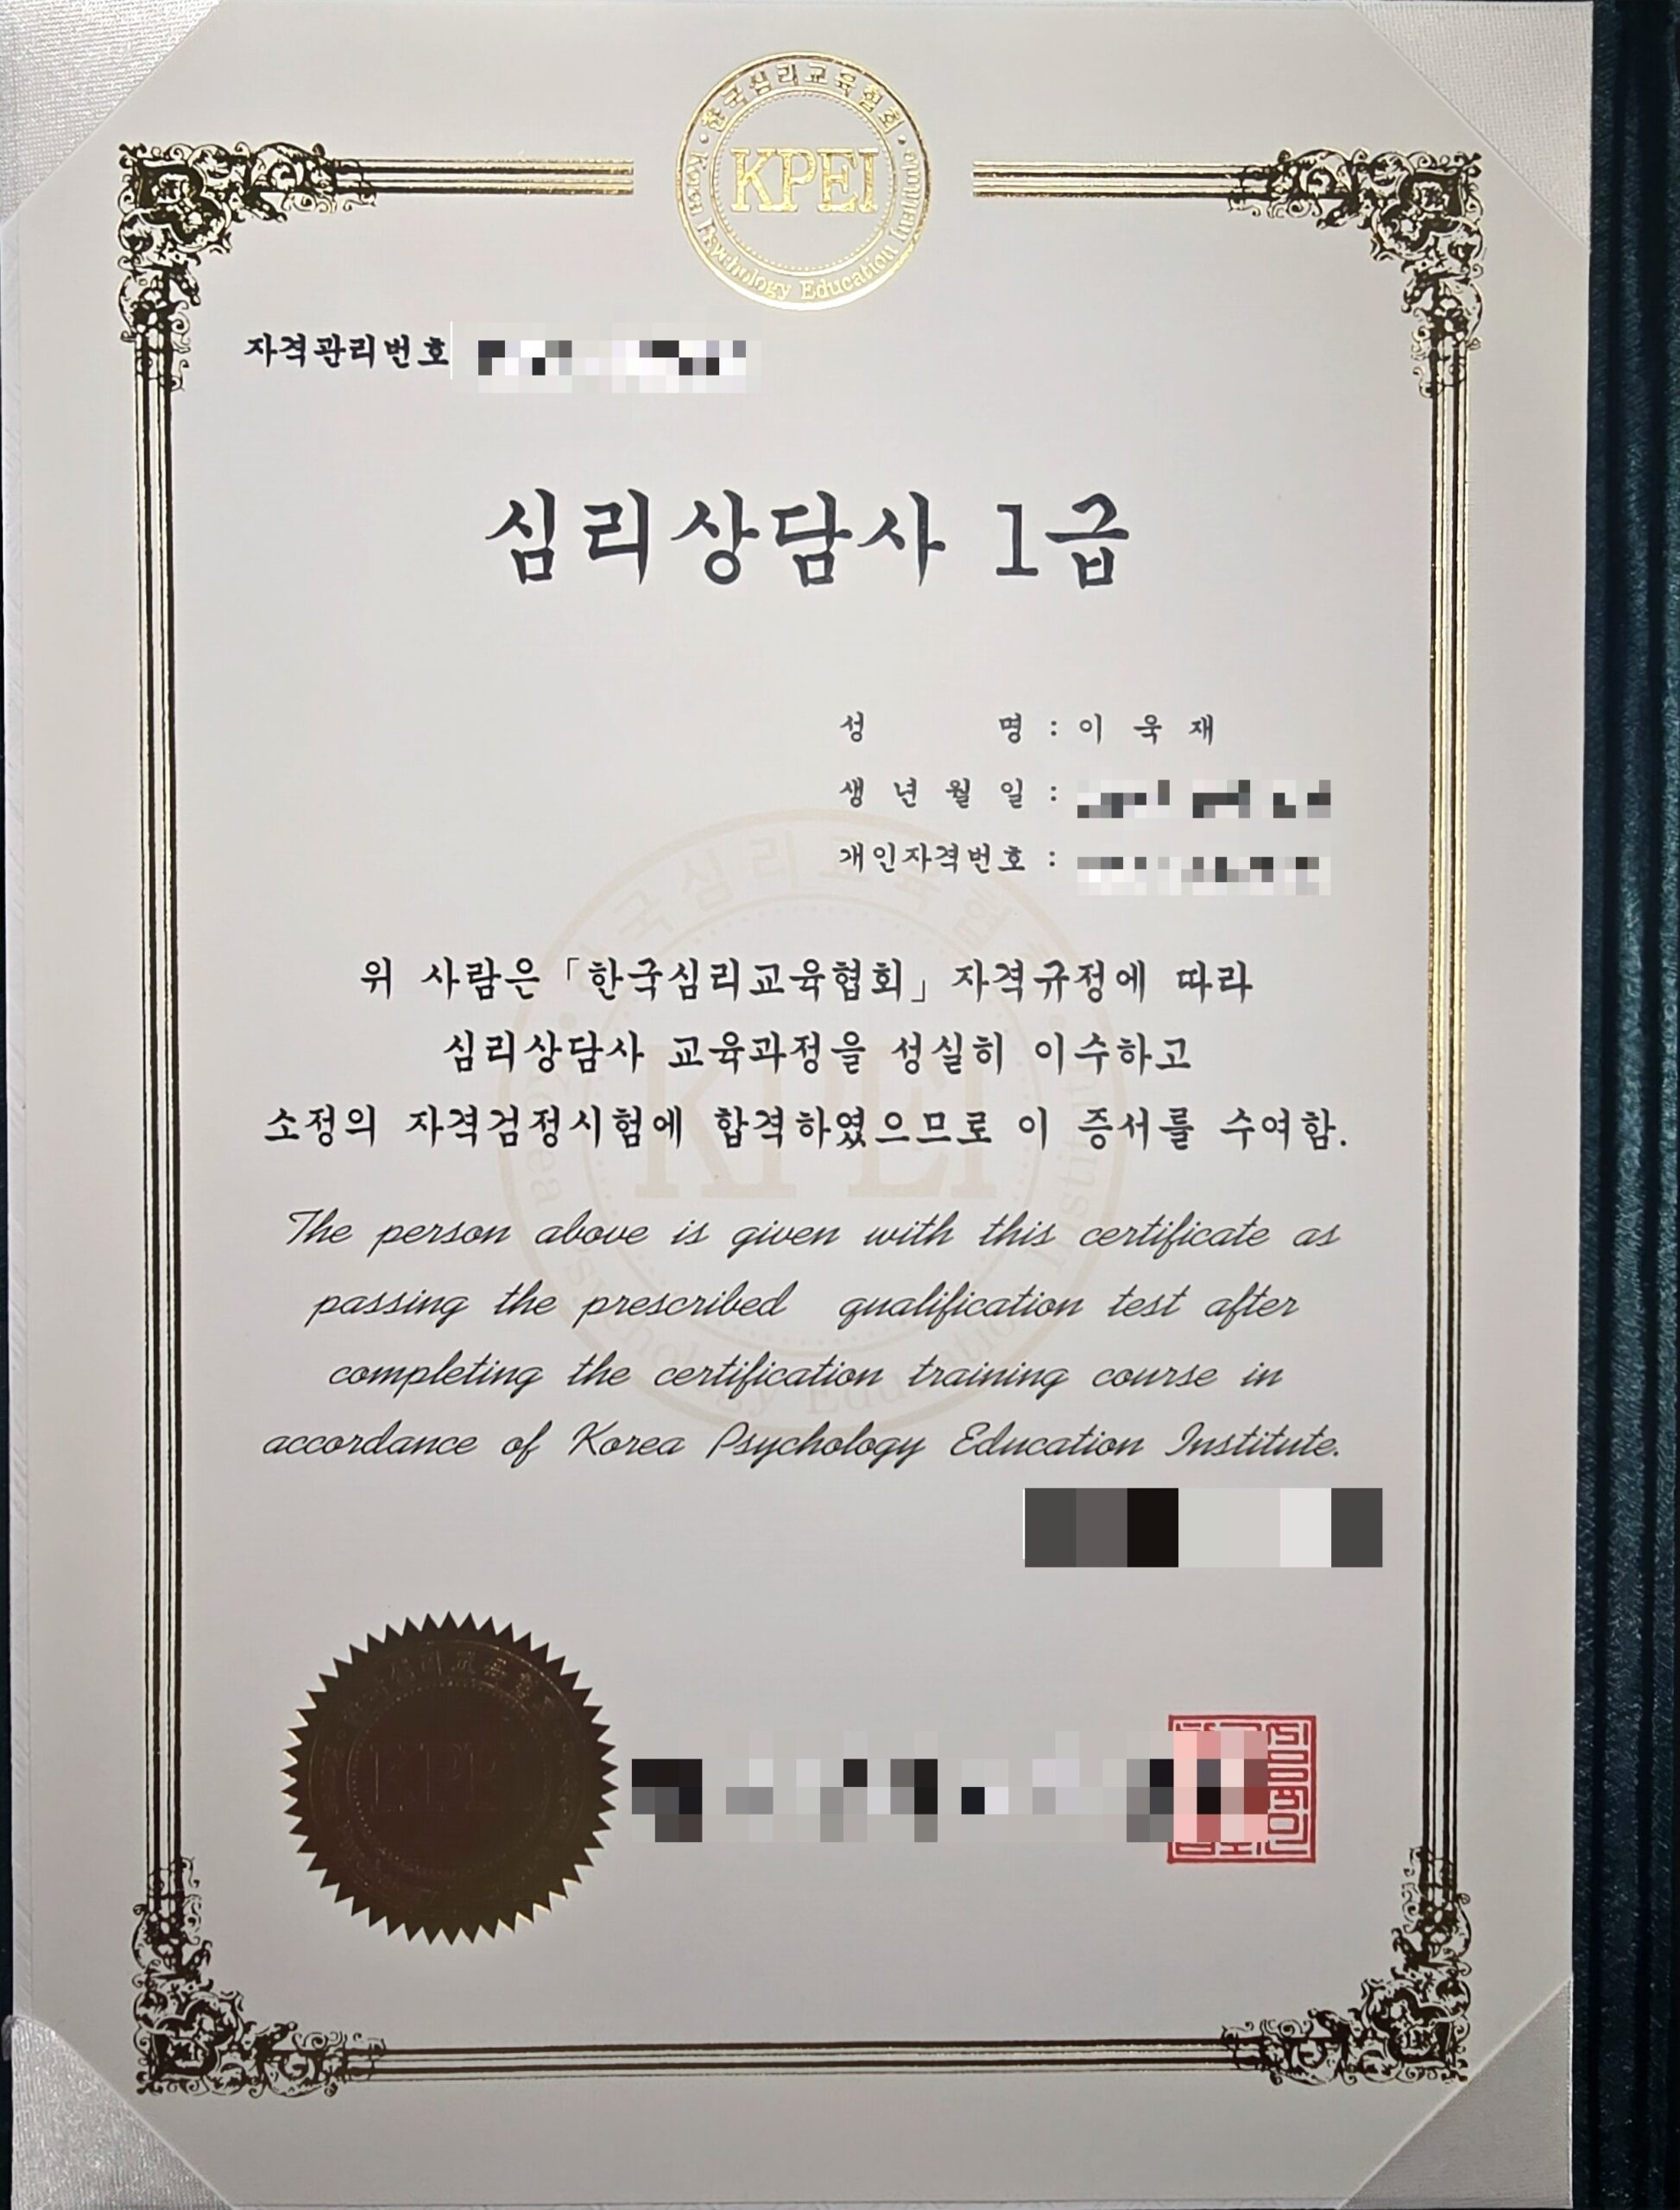 한국심리교육협회
KPEI
Korea Psychology Education Institute
자격관리번호
심리상담사 1급
성 명 : 이 욱 재
생 년 월 일 :
개인자격번호 :
위 사람은「한국심리교육협회」자격규정에 따라
심리상담사 교육과정을 성실히 이수하고
소정의 자격검정시험에 합격하였으므로 이 증서를 수여함.
The person above is given with this certificate as
passing the prescribed qualification test after
completing the certification training course in
accordance of Korea Psychology Education Institute.
KPEI